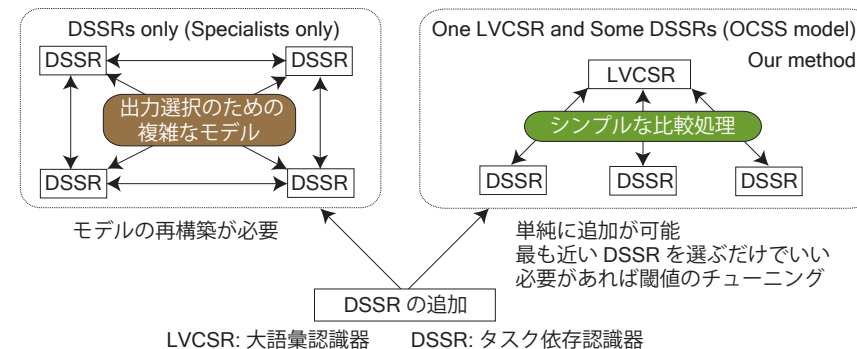 DSSRs only (Specialists only)
DSSR
DSSR
出力選択のための
複雑なモデル
DSSR
DSSR
モデルの再構築が必要
One LVCSR and Some DSSRs (OCSS model)
Our method
LVCSR
シンプルな比較処理
DSSR
DSSR
DSSR
単純に追加が可能
最も近い DSSR を選ぶだけでいい
必要があれば閾値のチューニング
DSSR の追加
LVCSR: 大語彙認識器 DSSR: タスク依存認識器